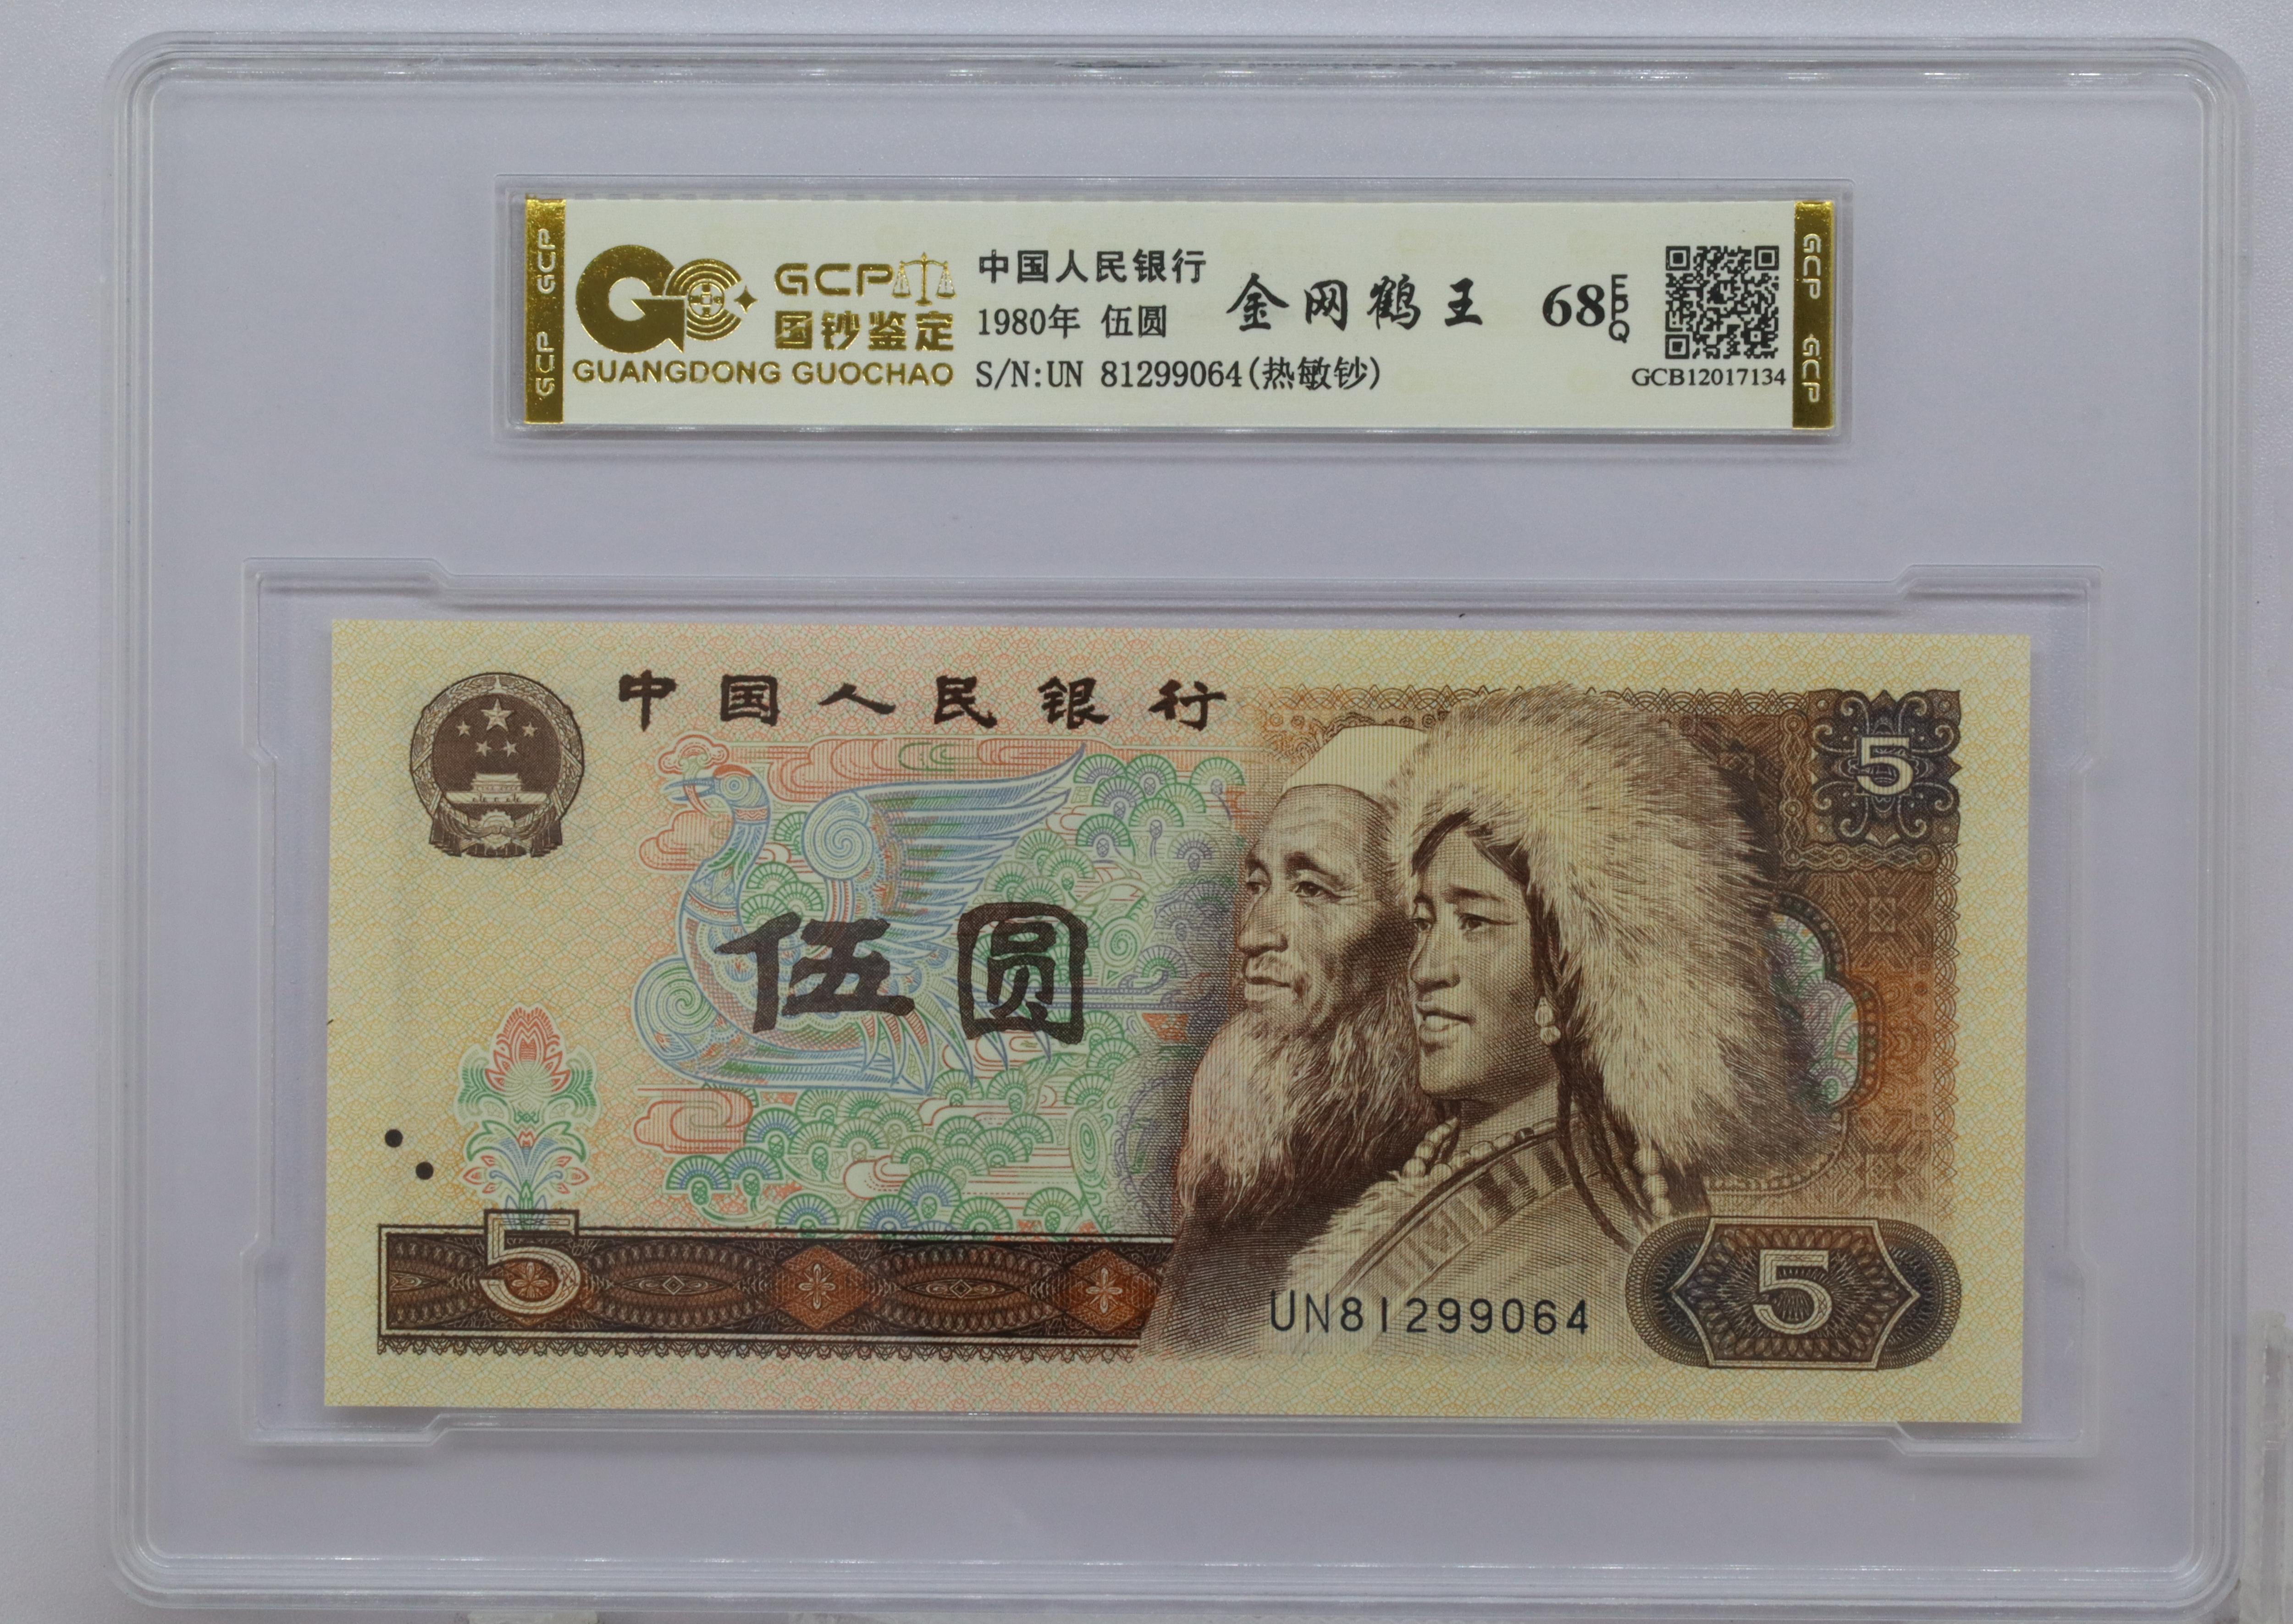 GCP GCP
GCP
国钞鉴定
GUANGDONG GUOCHAO
中国人民银行
1980年 伍圆
S/N:UN 81299064(热敏钞)
金网鹤王
68 EPQ
GCB12017134
GCP GCP
中国人民银行
5
伍圆
5
UN81299064
5